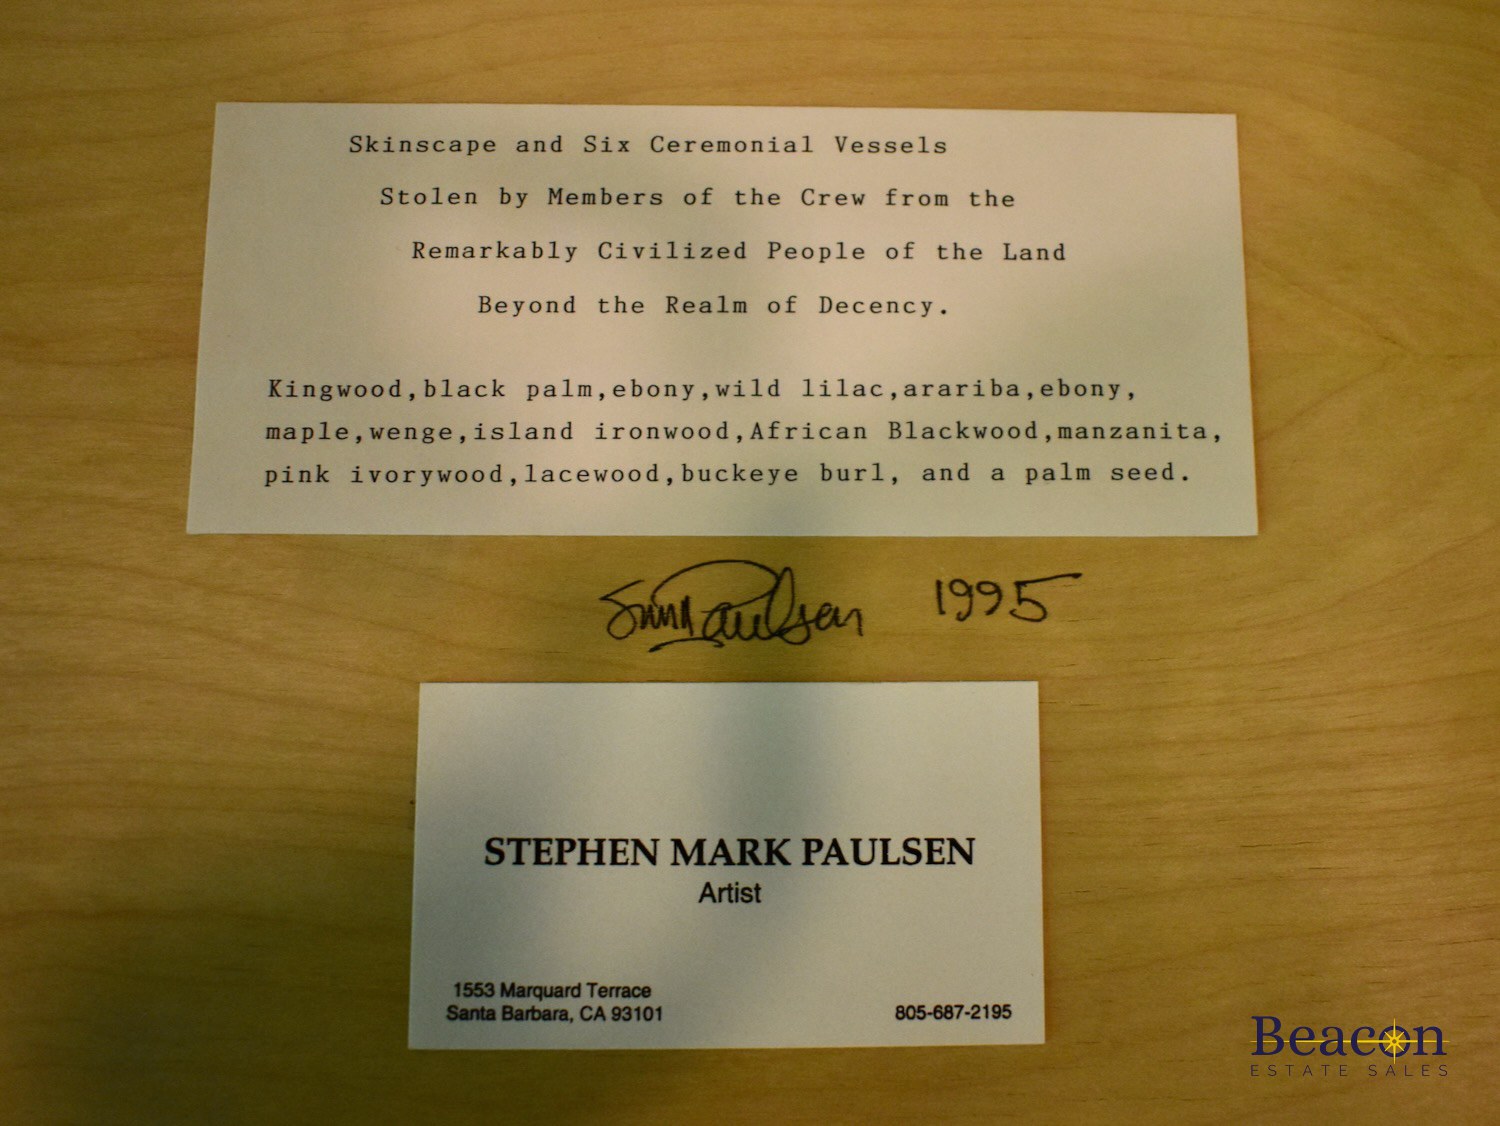 Skinscape and Six Ceremonial Vessels
Stolen by Members of the Crew from the
Remarkably Civilized People of the Land
Beyond the Realm of Decency.
Kingwood,black palm,ebony,wild lilac,arariba,ebony,
maple,wenge,island ironwood,African Blackwood,manzanita,
pink ivorywood,lacewood,buckeye burl, and a palm seed.
Paulsen 1995
STEPHEN MARK PAULSEN
Artist
1553 Marquard Terrace
Santa Barbara, CA 93101
805-687-2195
Beacon
ESTATE SALES